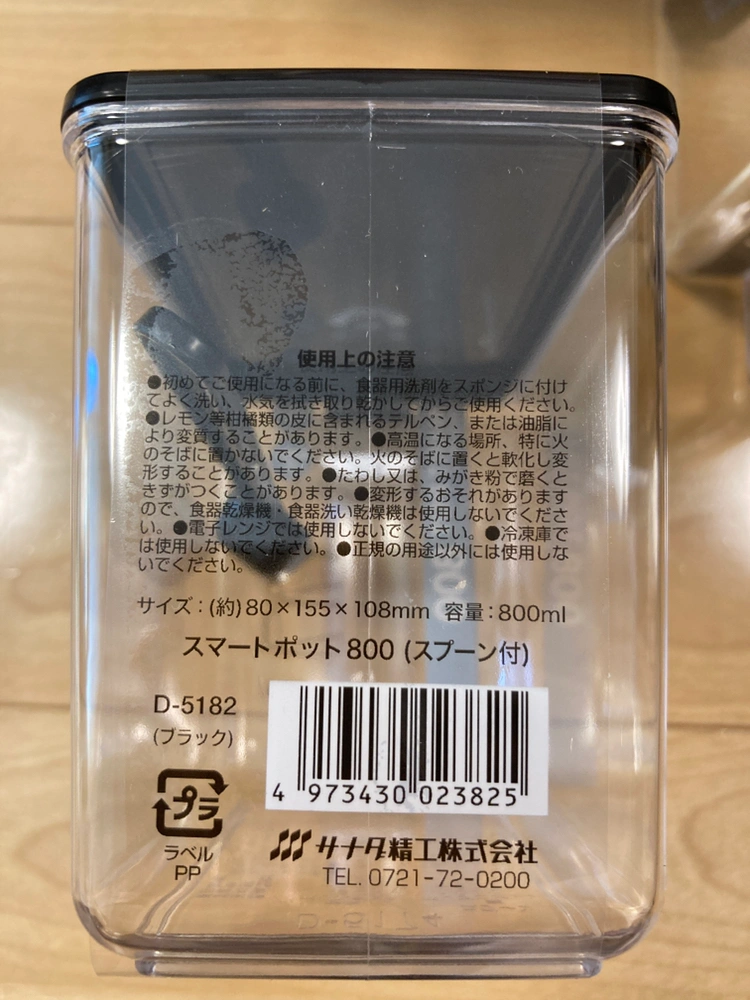 使用上の注意
●初めてご使用になる前に、食器用洗剤をスポンジに付け
てよく洗い、水気を拭き取り乾かしてからご使用ください。
●レモン等柑橘類の皮に含まれるテルペン、または油脂に
より変質することがあります。●高温になる場所、特に火
のそばに置かないでください。火のそばに置くと軟化し変
形することがあります。●たわし又は、みがき粉で磨くと
きずがつくことがあります。●変形するおそれがあります
ので、食器乾燥機・食器洗い乾燥機は使用しないでくださ
い。●電子レンジでは使用しないでください。●冷凍庫で
は使用しないでください。●正規の用途以外には使用しな
いでください。
サイズ：(約)80×155×108mm 容量：800ml
スマートポット800 (スプーン付)
D-5182
(ブラック)
4 973430 023825
プラ
ラベル
PP
サナダ精工株式会社
TEL. 0721-72-0200